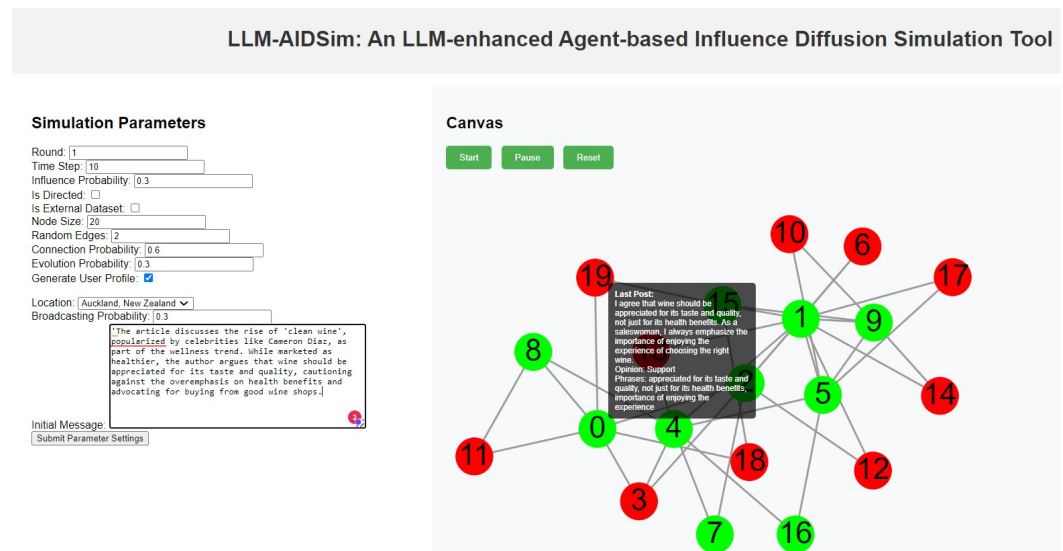 LLM-AIDSim: An LLM-enhanced Agent-based Influence Diffusion Simulation Tool
Simulation Parameters
Round: 1
Time Step: 10
Influence Probability: 0.3
Is Directed:
Is External Dataset:
Node Size: 20
Random Edges: 2
Connection Probability: 0.6
Evolution Probability: 0.3
Generate User Profile:
Location: Auckland, New Zealand
Broadcasting Probability: 0.3
'The article discusses the rise of 'clean wine',
popularized by celebrities like Cameron Diaz, as
part of the wellness trend. While marketed as
healthier, the author argues that wine should be
appreciated for its taste and quality, cautioning
against the overemphasis on health benefits and
advocating for buying from good wine shops.
2
Initial Message:
Submit Parameter Settings
Canvas
Start
Pause
Reset
10
6
19
17
Last Post:
I agree that wine should be
appreciated for its taste and quality,
not just for its health benefits. As a
saleswoman, I always emphasize the
importance of enjoying the
experience of choosing the right
wine.
Opinion: Support
Phrases: appreciated for its taste and
quality, not just for its health benefits,
importance of enjoying the
experience
15
1
9
8
5
14
0
4
11
18
12
3
7
16